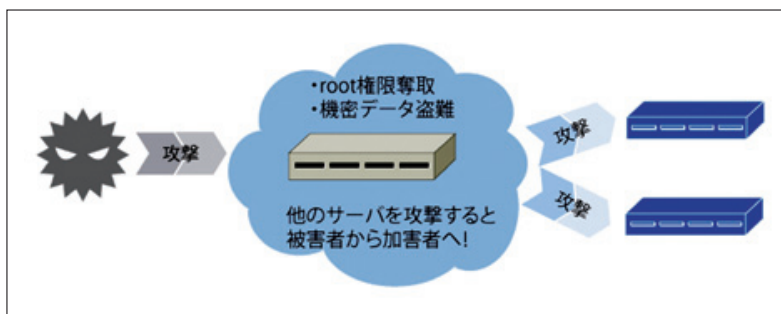 ・root権限奪取
・機密データ盗難
攻撃
攻撃
攻撃
他のサーバを攻撃すると
被害者から加害者へ!